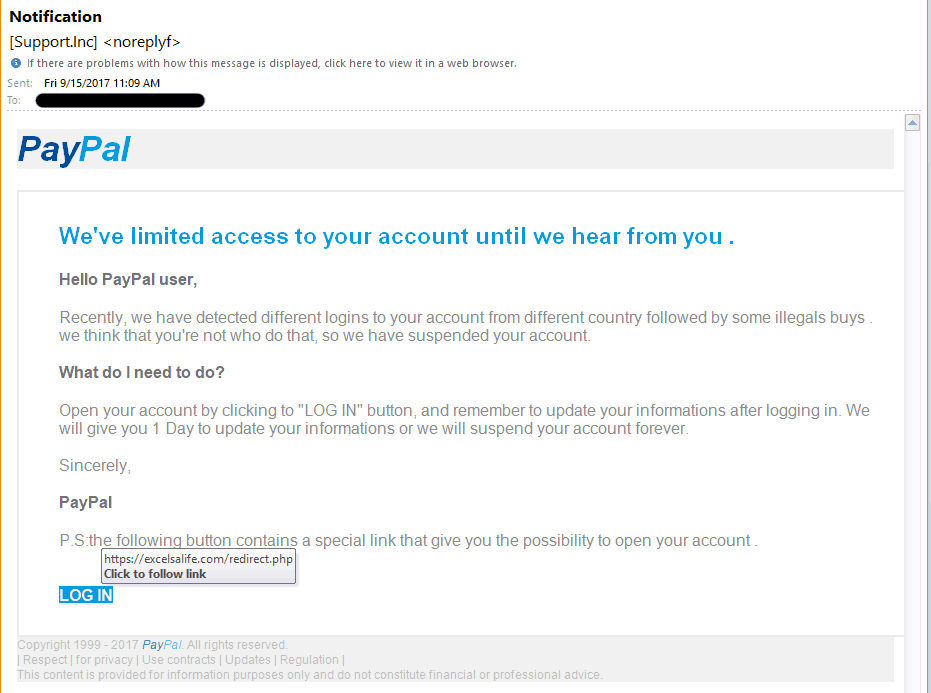 Notification
[Support.Inc] <noreplyf>
If there are problems with how this message is displayed, click here to view it in a web browser.
Sent: Fri 9/15/2017 11:09 AM
To:
PayPal
We've limited access to your account until we hear from you .
Hello PayPal user,
Recently, we have detected different logins to your account from different country followed by some illegals buys .
we think that you're not who do that, so we have suspended your account.
What do I need to do?
Open your account by clicking to "LOG IN" button, and remember to update your informations after logging in. We
will give you 1 Day to update your informations or we will suspend your account forever.
Sincerely,
PayPal
P.S:the following button contains a special link that give you the possibility to open your account .
https://excelsalife.com/redirect.php
Click to follow link
LOG IN
Copyright 1999 - 2017 PayPal. All rights reserved.
| Respect | for privacy | Use contracts | Updates | Regulation |
This content is provided for information purposes only and do not constitute financial or professional advice.